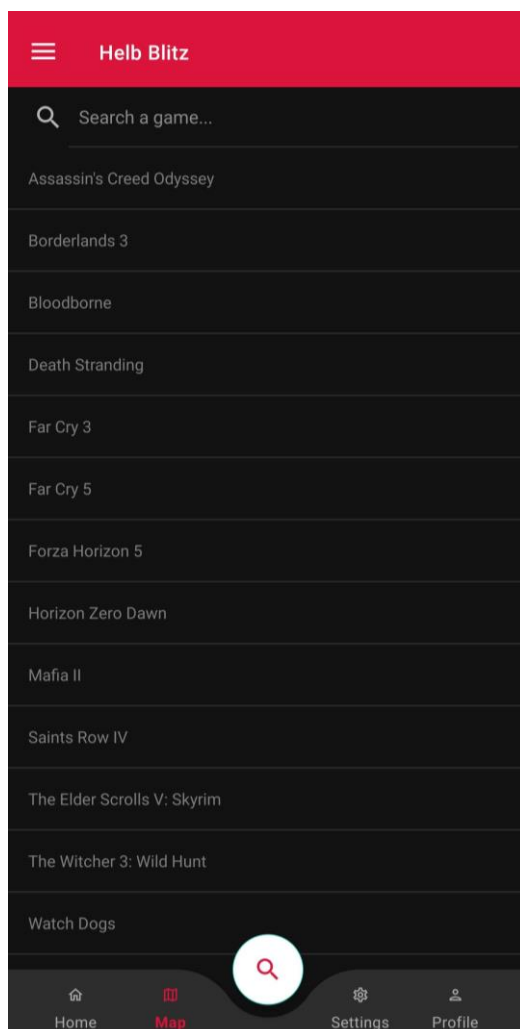 Helb Blitz
Search a game...
Assassin's Creed Odyssey
Borderlands 3
Bloodborne
Death Stranding
Far Cry 3
Far Cry 5
Forza Horizon 5
Horizon Zero Dawn
Mafia II
Saints Row IV
The Elder Scrolls V: Skyrim
The Witcher 3: Wild Hunt
Watch Dogs
Home Map Settings Profile